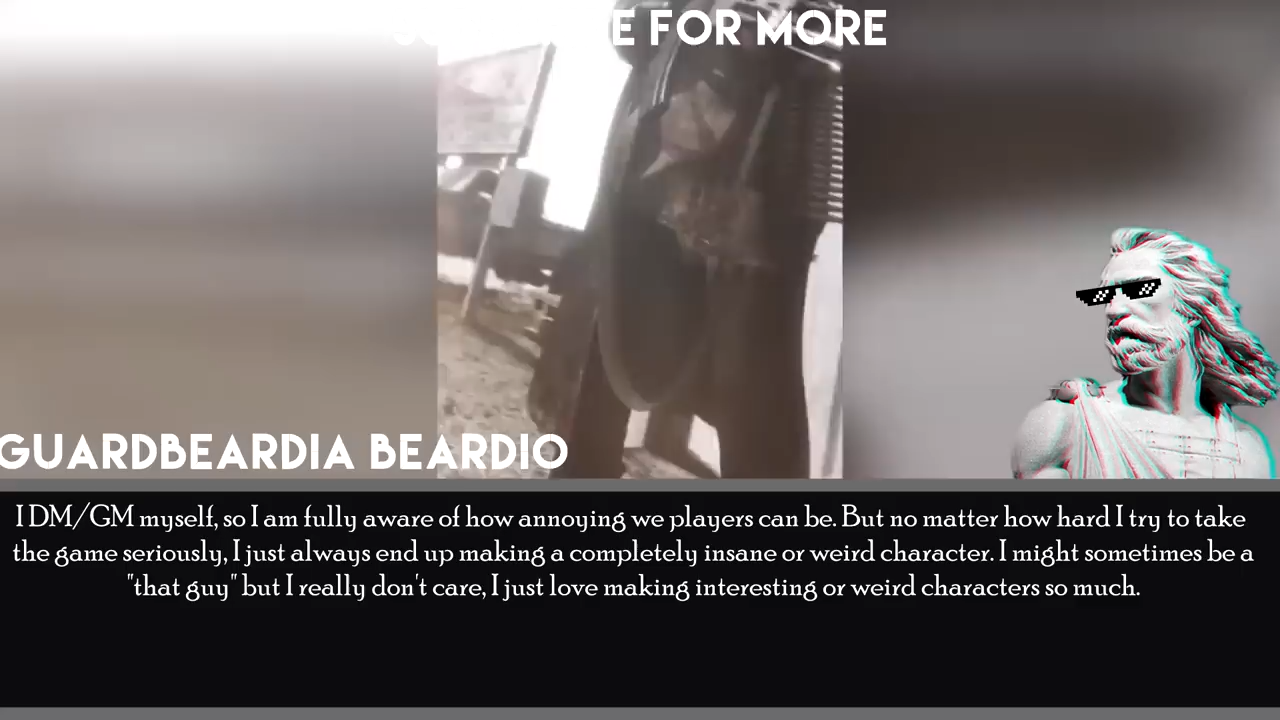 E FOR MORE
GUARDBEARDIA BEARDIO
I DM/GM myself, so I am fully aware of how annoying we players can be. But no matter how hard I try to take
the game seriously, I just always end up making a completely insane or weird character. I might sometimes be a
"that guy" but I really don't care, I just love making interesting or weird characters so much.